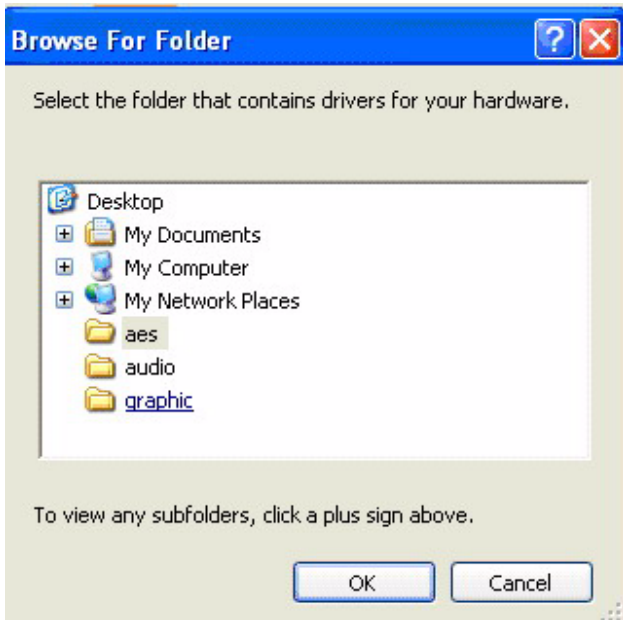 Browse For Folder
Select the folder that contains drivers for your hardware.
Desktop
My Documents
My Computer
My Network Places
aes
audio
graphic
To view any subfolders, click a plus sign above.
OK Cancel